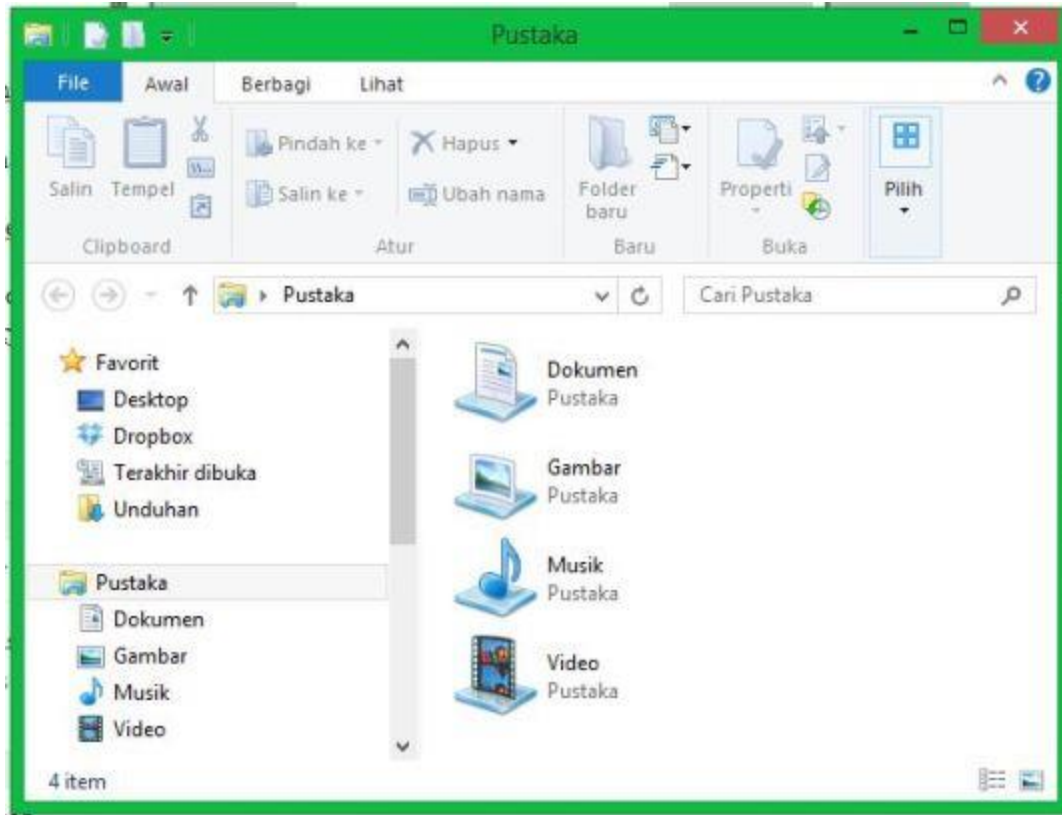 Pustaka
File Awal Berbagi Lihat
Salin Tempel Pindah ke Hapus Folder baru Properti Pilih
Salin ke Ubah nama
Clipboard Atur Baru Buka
Pustaka Cari Pustaka
Favorit
Desktop
Dropbox
Terakhir dibuka
Unduhan
Pustaka
Dokumen
Gambar
Musik
Video
Dokumen
Pustaka
Gambar
Pustaka
Musik
Pustaka
Video
Pustaka
4 item